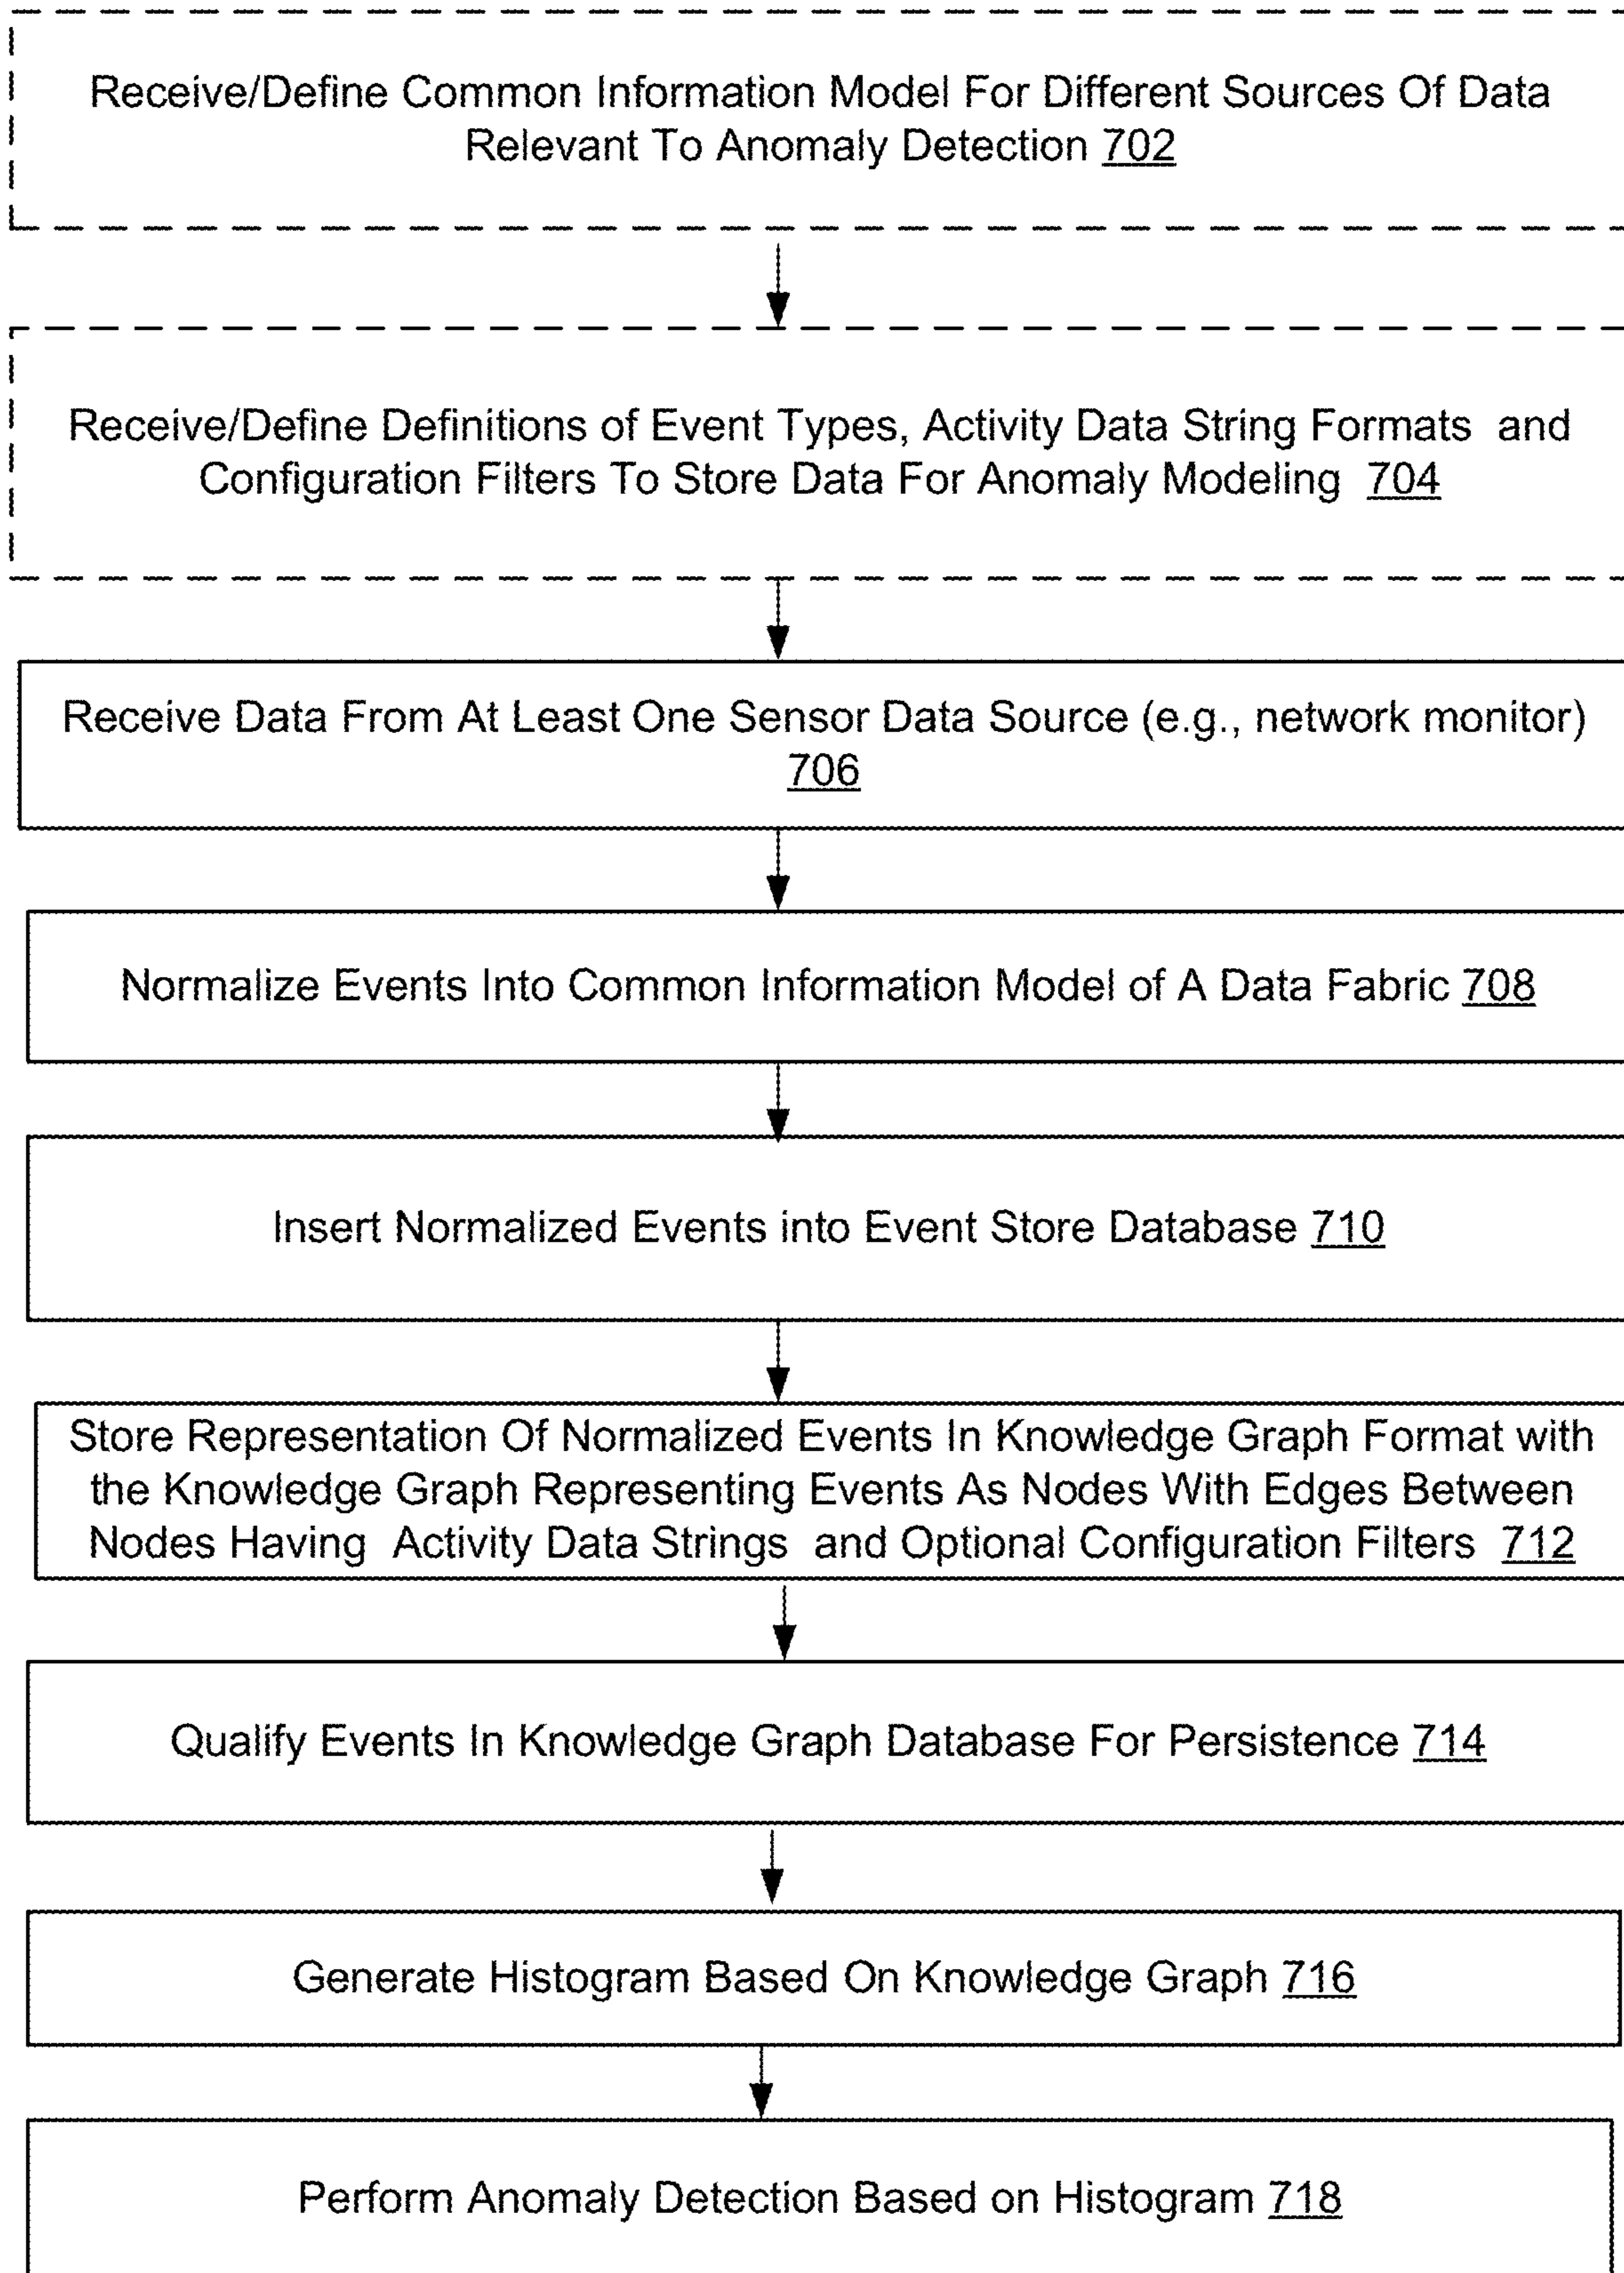 Receive/Define Common Information Model For Different Sources Of Data
Relevant To Anomaly Detection 702
Receive/Define Definitions of Event Types, Activity Data String Formats and
Configuration Filters To Store Data For Anomaly Modeling 704
Receive Data From At Least One Sensor Data Source (e.g., network monitor)
706
Normalize Events Into Common Information Model of A Data Fabric 708
Insert Normalized Events into Event Store Database 710
Store Representation Of Normalized Events In Knowledge Graph Format with
the Knowledge Graph Representing Events As Nodes With Edges Between
Nodes Having Activity Data Strings and Optional Configuration Filters 712
Qualify Events In Knowledge Graph Database For Persistence 714
Generate Histogram Based On Knowledge Graph 716
Perform Anomaly Detection Based on Histogram 718